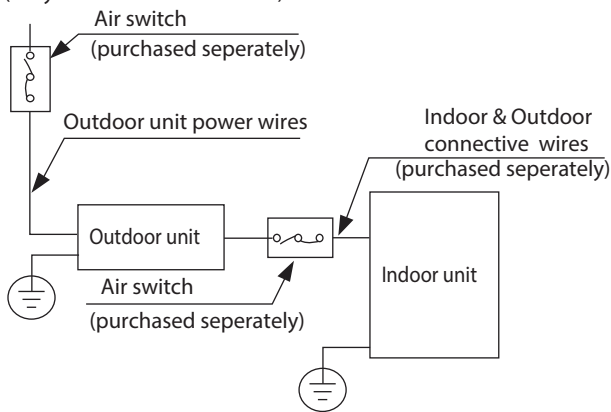 Air switch
(purchased seperately)
Outdoor unit power wires
Indoor & Outdoor
connective wires
(purchased seperately)
Outdoor unit
Indoor unit
Air switch
(purchased seperately)